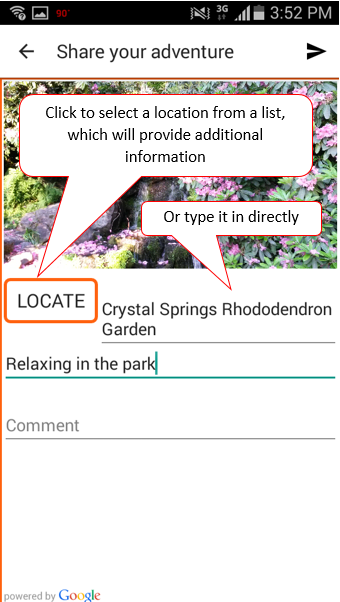 90°
3G
3:52 PM
Share your adventure
Click to select a location from a list,
which will provide additional
information
Or type it in directly
LOCATE
Crystal Springs Rhododendron
Garden
Relaxing in the park
Comment
powered by Google